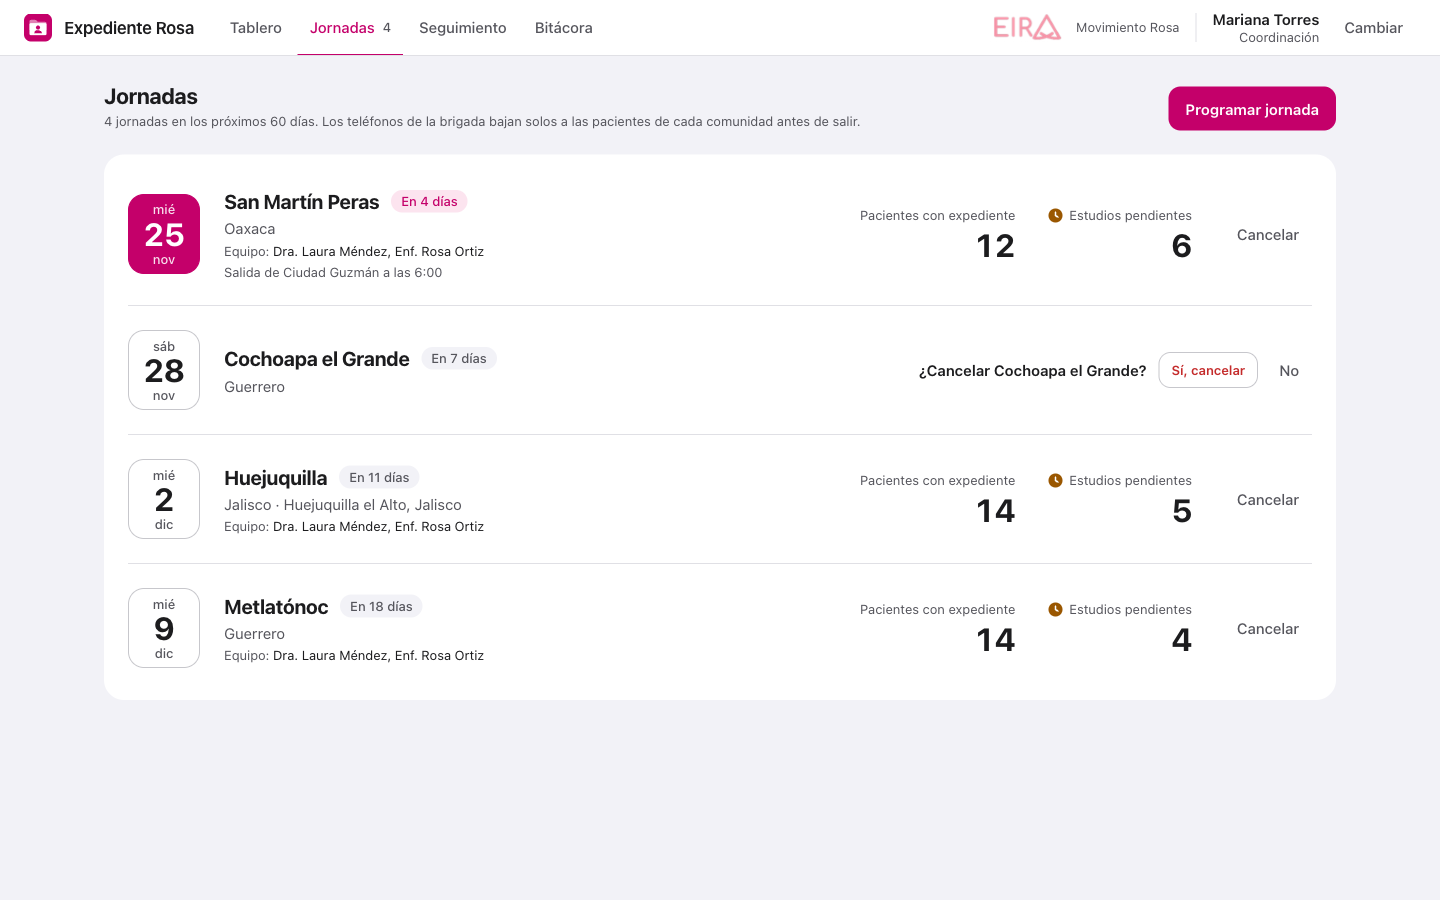 Expediente Rosa
Tablero
Jornadas 4
Seguimiento
Bitácora
EIRA
Movimiento Rosa
Mariana Torres
Coordinación
Cambiar
Jornadas
4 jornadas en los próximos 60 días. Los teléfonos de la brigada bajan solos a las pacientes de cada comunidad antes de salir.
Programar jornada
mié
25
nov
San Martín Peras
En 4 días
Oaxaca
Equipo: Dra. Laura Méndez, Enf. Rosa Ortiz
Salida de Ciudad Guzmán a las 6:00
Pacientes con expediente
12
Estudios pendientes
6
Cancelar
sáb
28
nov
Cochoapa el Grande
En 7 días
Guerrero
¿Cancelar Cochoapa el Grande?
Sí, cancelar
No
mié
2
dic
Huejuquilla
En 11 días
Jalisco · Huejuquilla el Alto, Jalisco
Equipo: Dra. Laura Méndez, Enf. Rosa Ortiz
Pacientes con expediente
14
Estudios pendientes
5
Cancelar
mié
9
dic
Metlatónoc
En 18 días
Guerrero
Equipo: Dra. Laura Méndez, Enf. Rosa Ortiz
Pacientes con expediente
14
Estudios pendientes
4
Cancelar